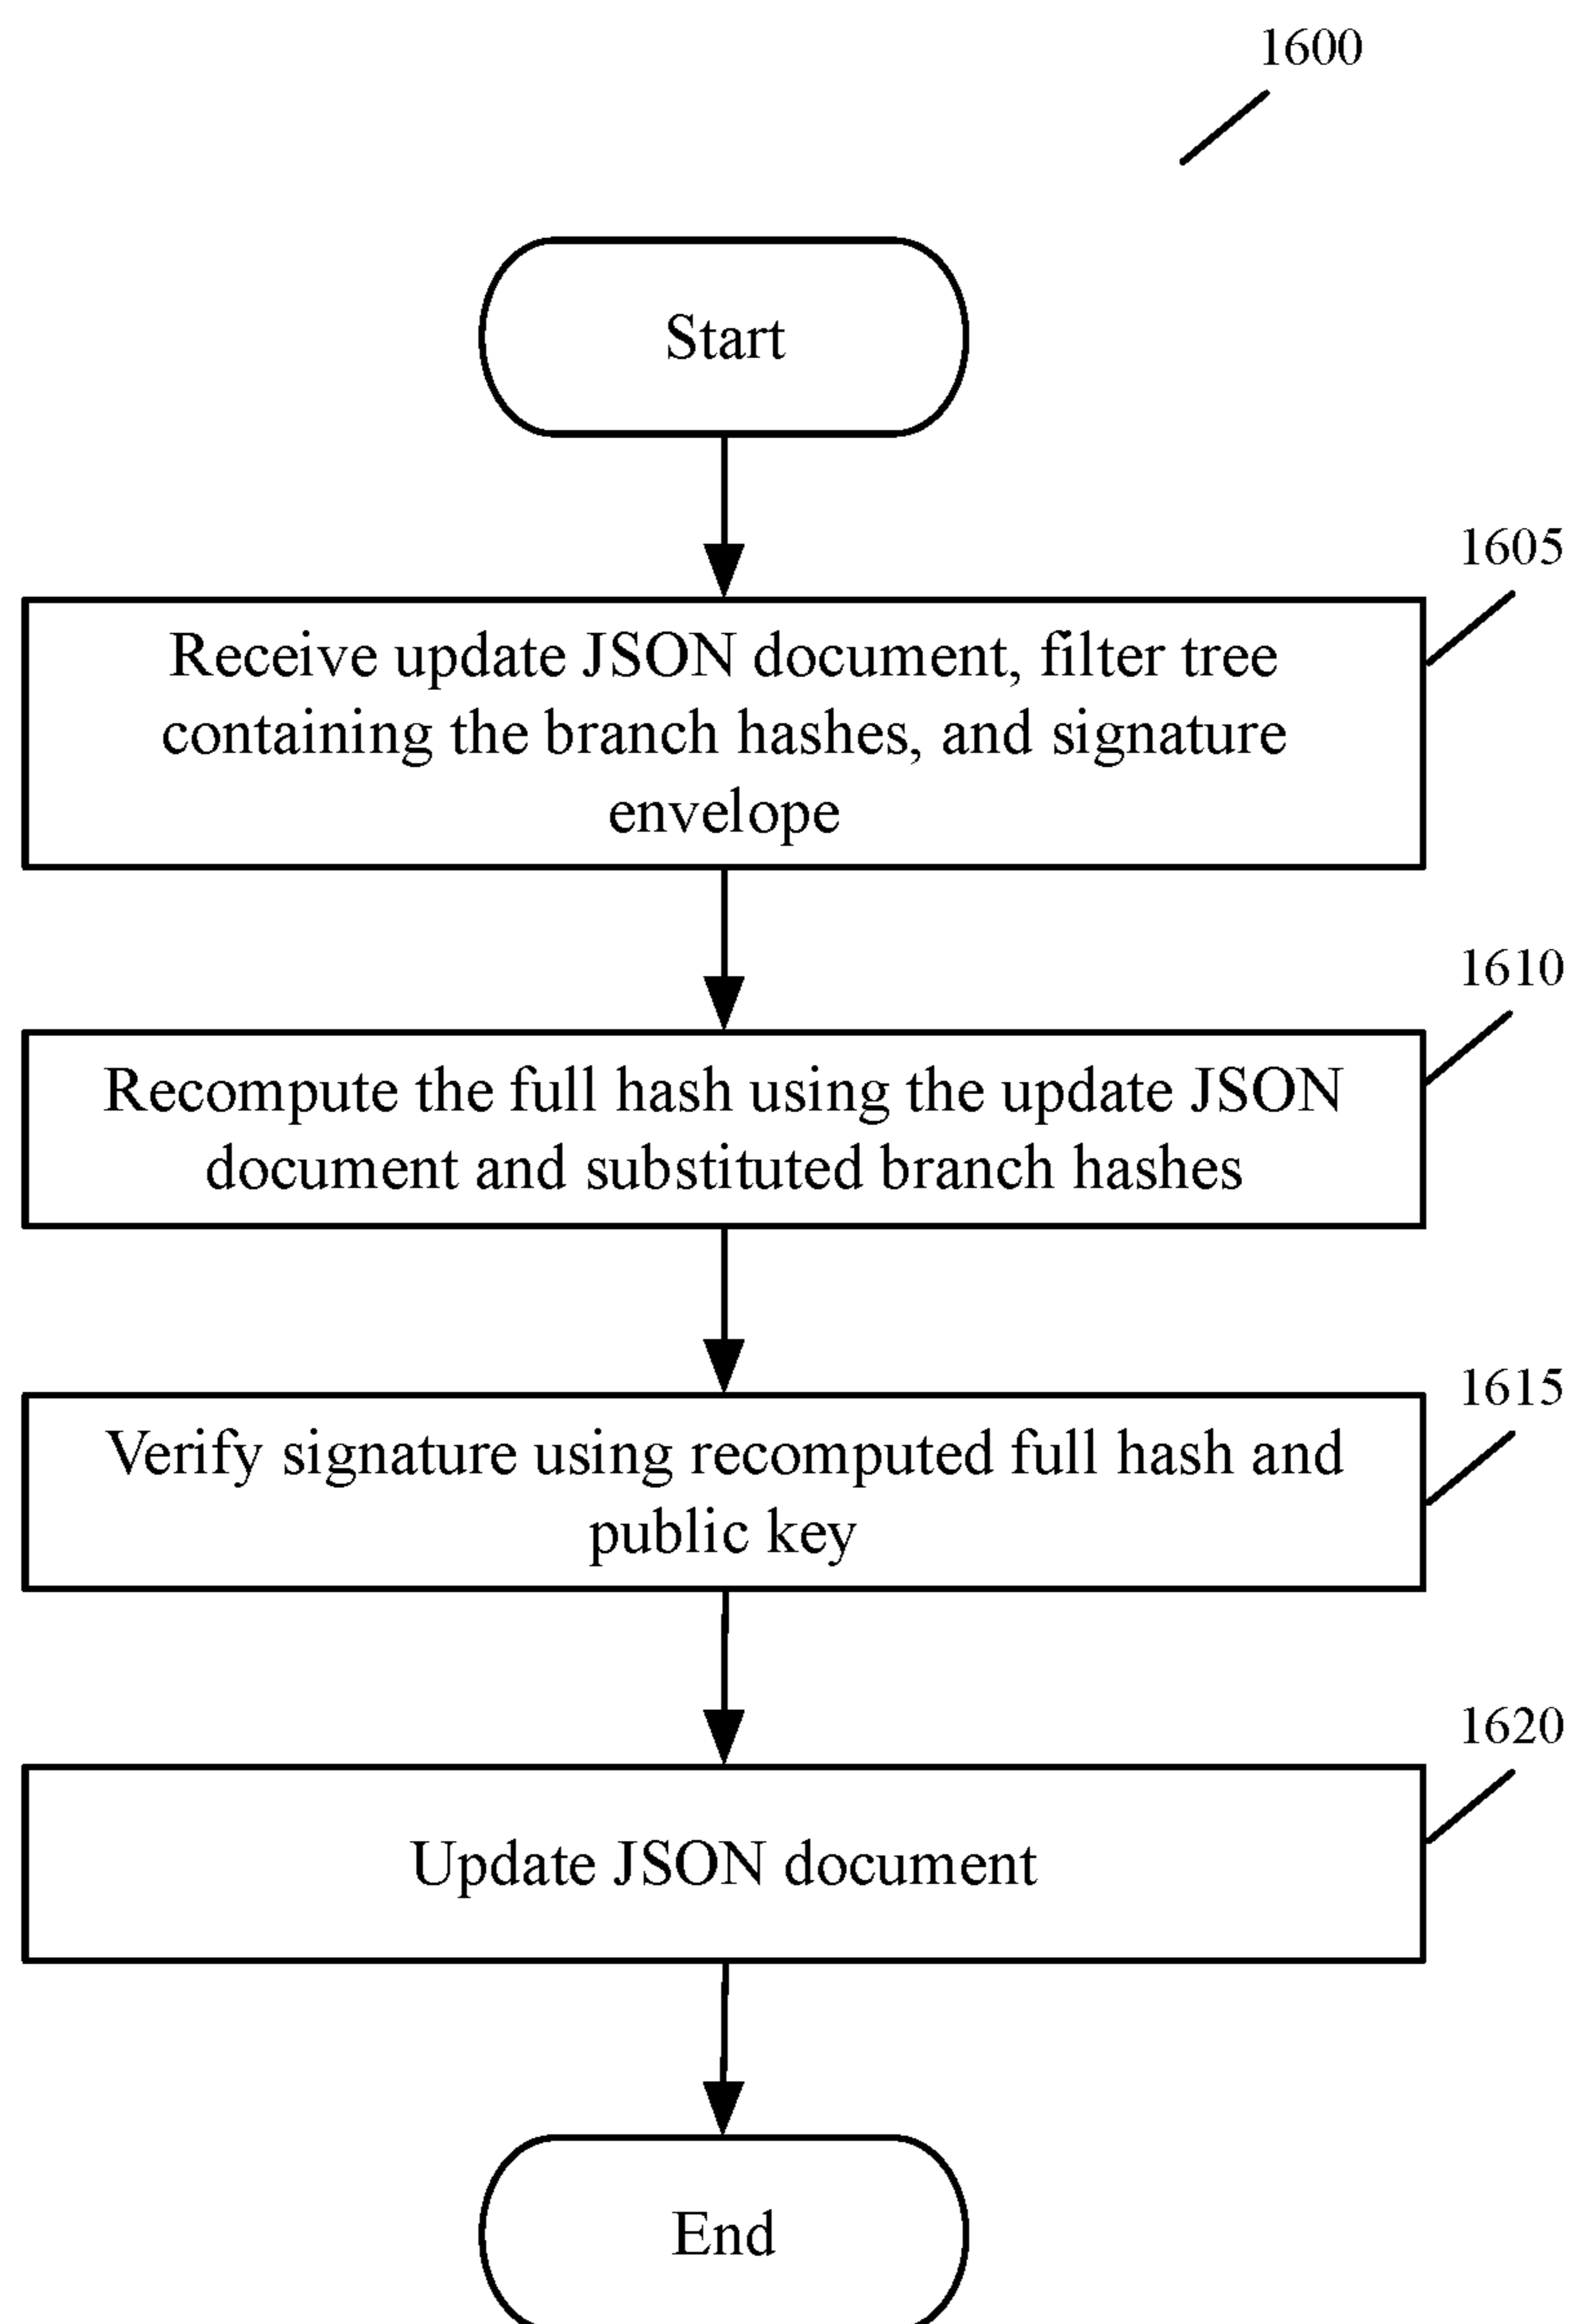 1600
Start
1605
Receive update JSON document, filter tree
containing the branch hashes, and signature
envelope
1610
Recompute the full hash using the update JSON
document and substituted branch hashes
1615
Verify signature using recomputed full hash and
public key
1620
Update JSON document
End